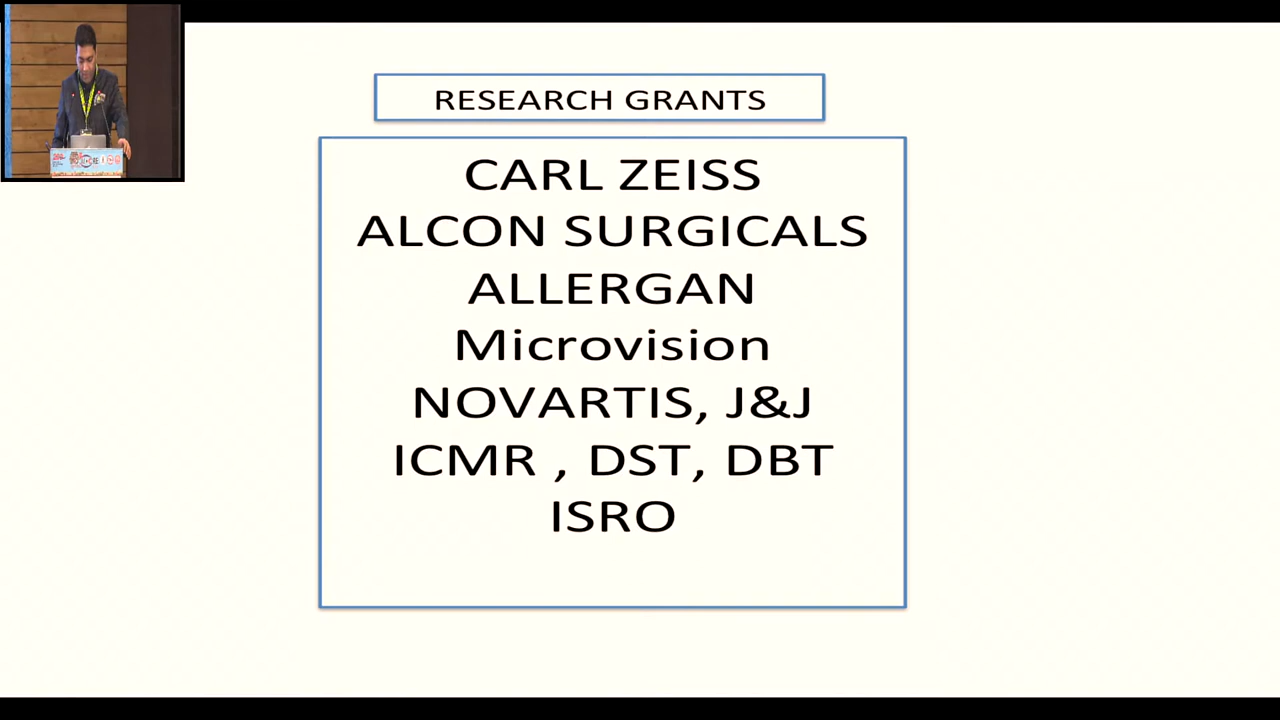 RESEARCH GRANTS
CARL ZEISS
ALCON SURGICALS
ALLERGAN
Microvision
NOVARTIS, J&J
ICMR , DST, DBT
ISRO